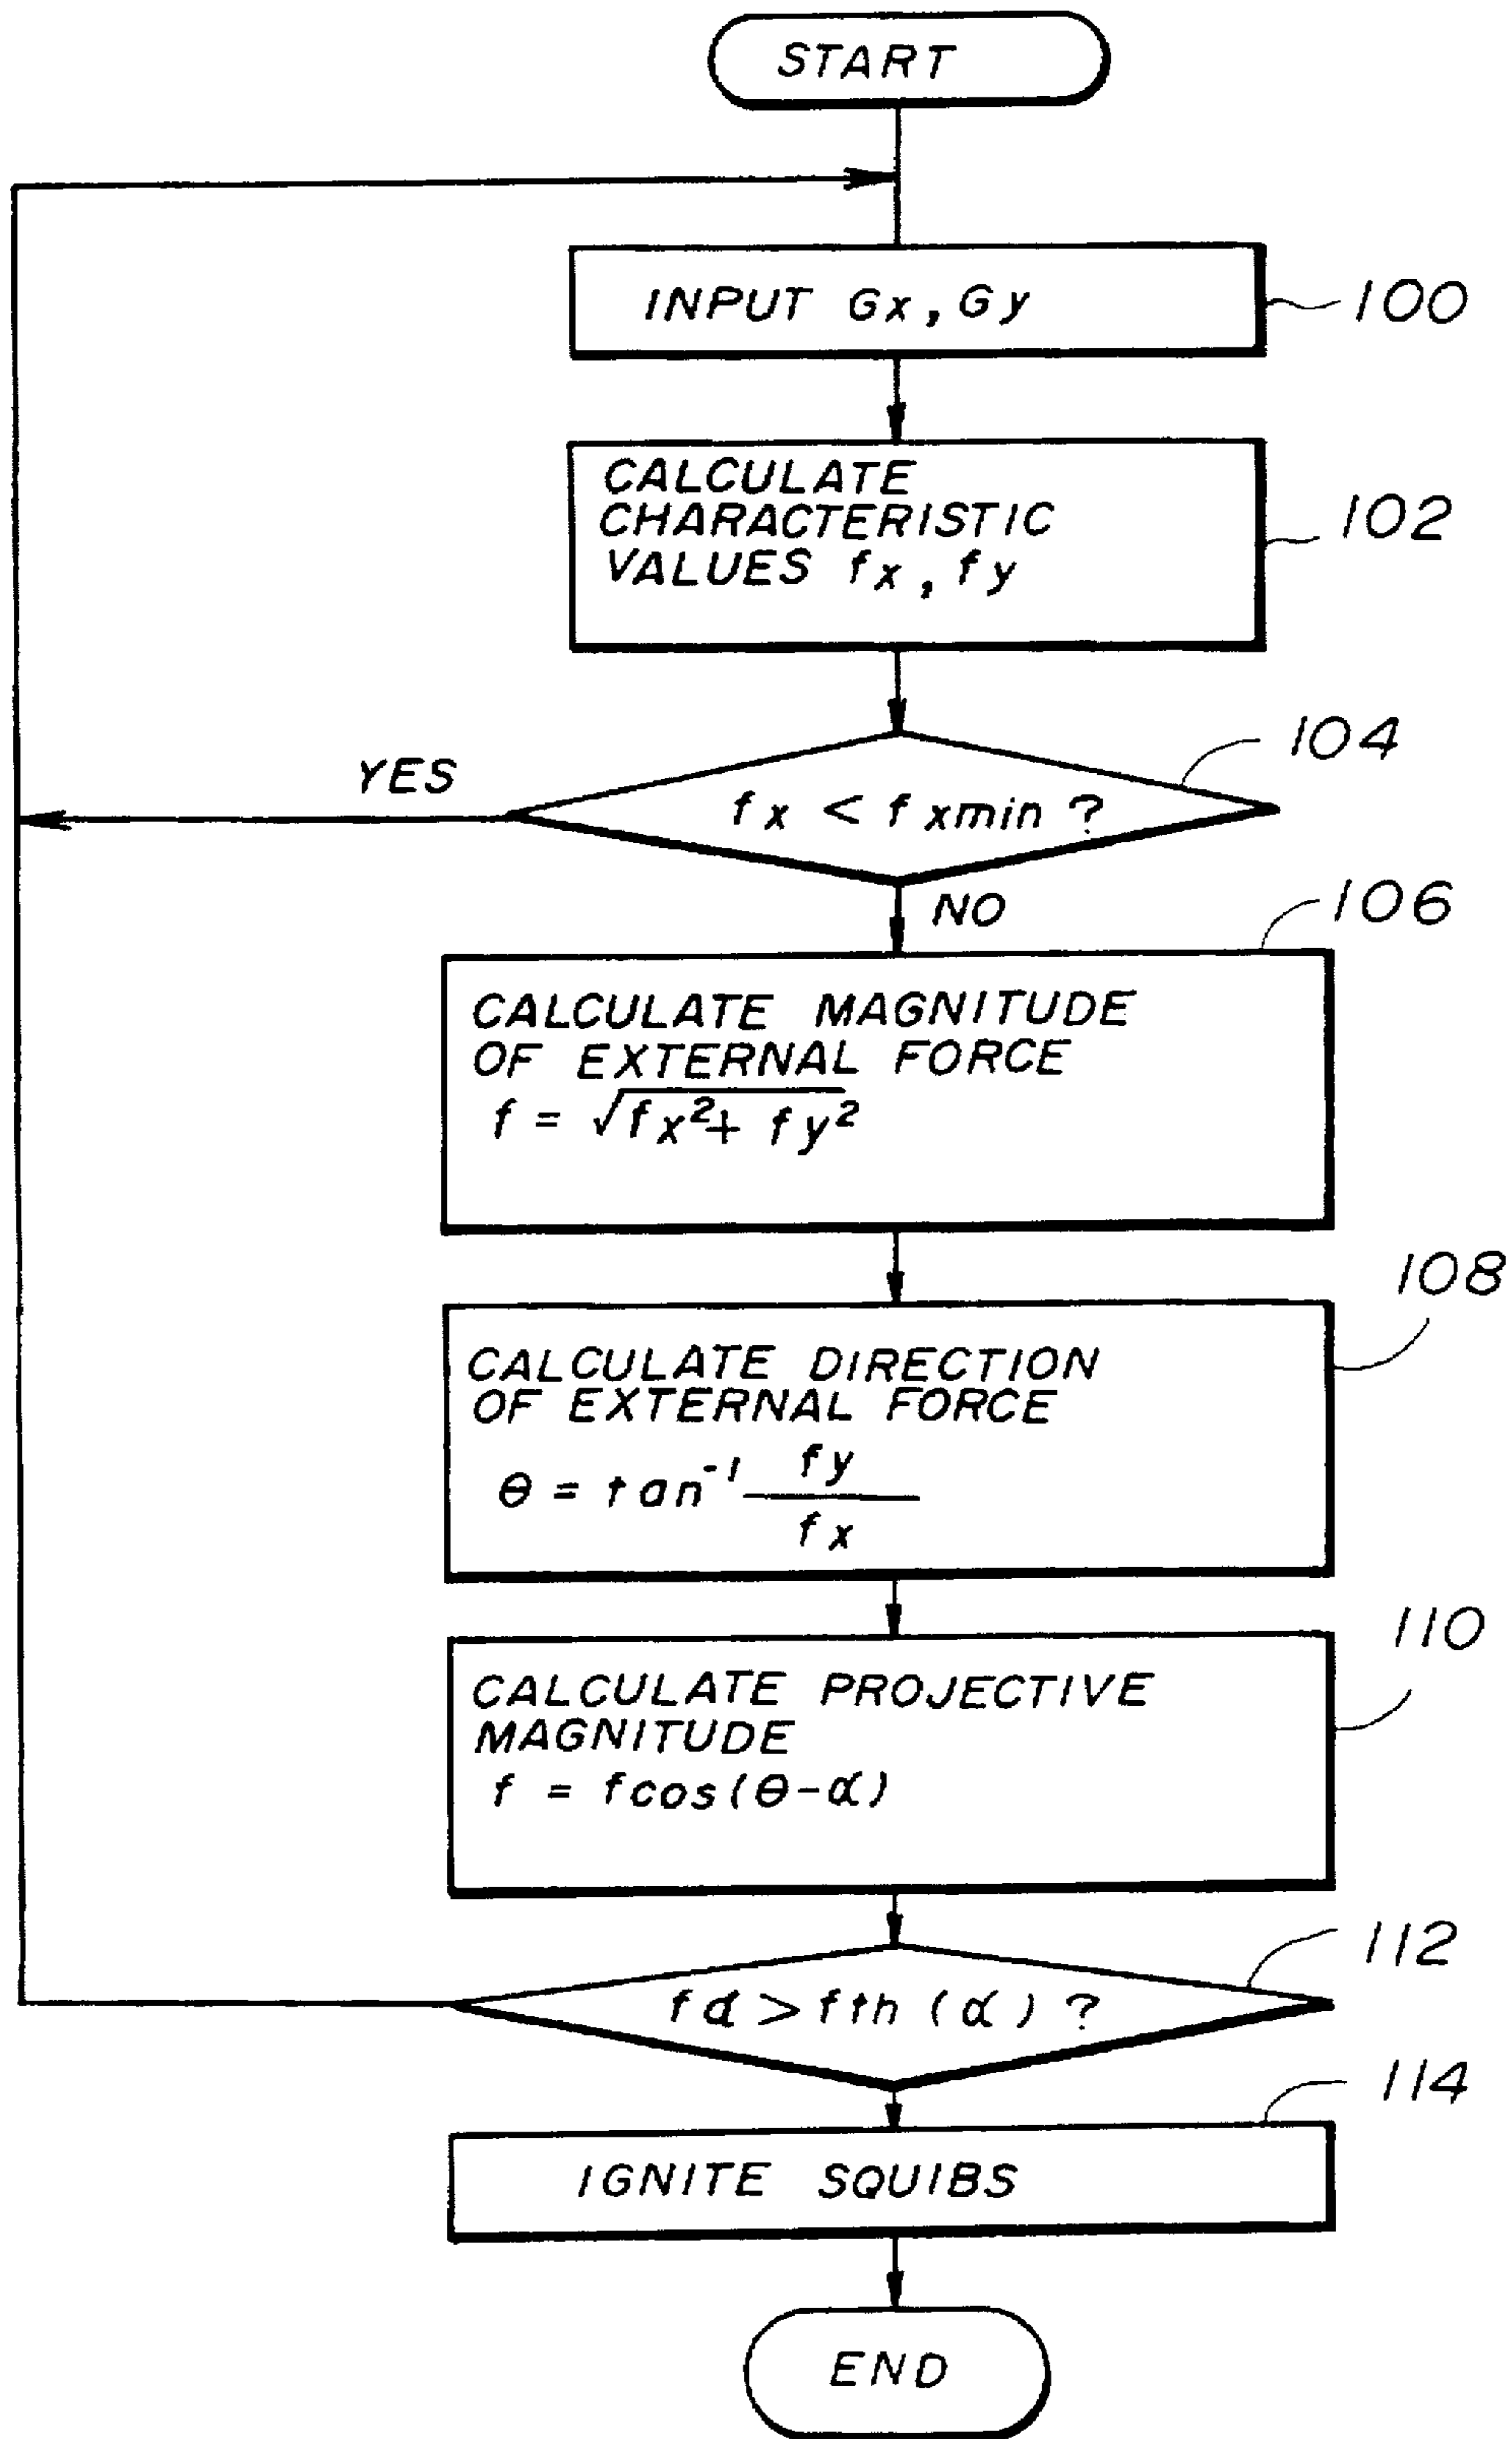 START
INPUT Gx, Gy
100
CALCULATE
CHARACTERISTIC
VALUES fx, fy
102
104
YES
fx < fxmin ?
NO
106
CALCULATE MAGNITUDE
OF EXTERNAL FORCE
f = √fx²+ fy²
108
CALCULATE DIRECTION
OF EXTERNAL FORCE
θ = tan⁻¹ fy/fx
110
CALCULATE PROJECTIVE
MAGNITUDE
f = fcos(θ-α)
112
fα > fth (α) ?
114
IGNITE SQUIBS
END